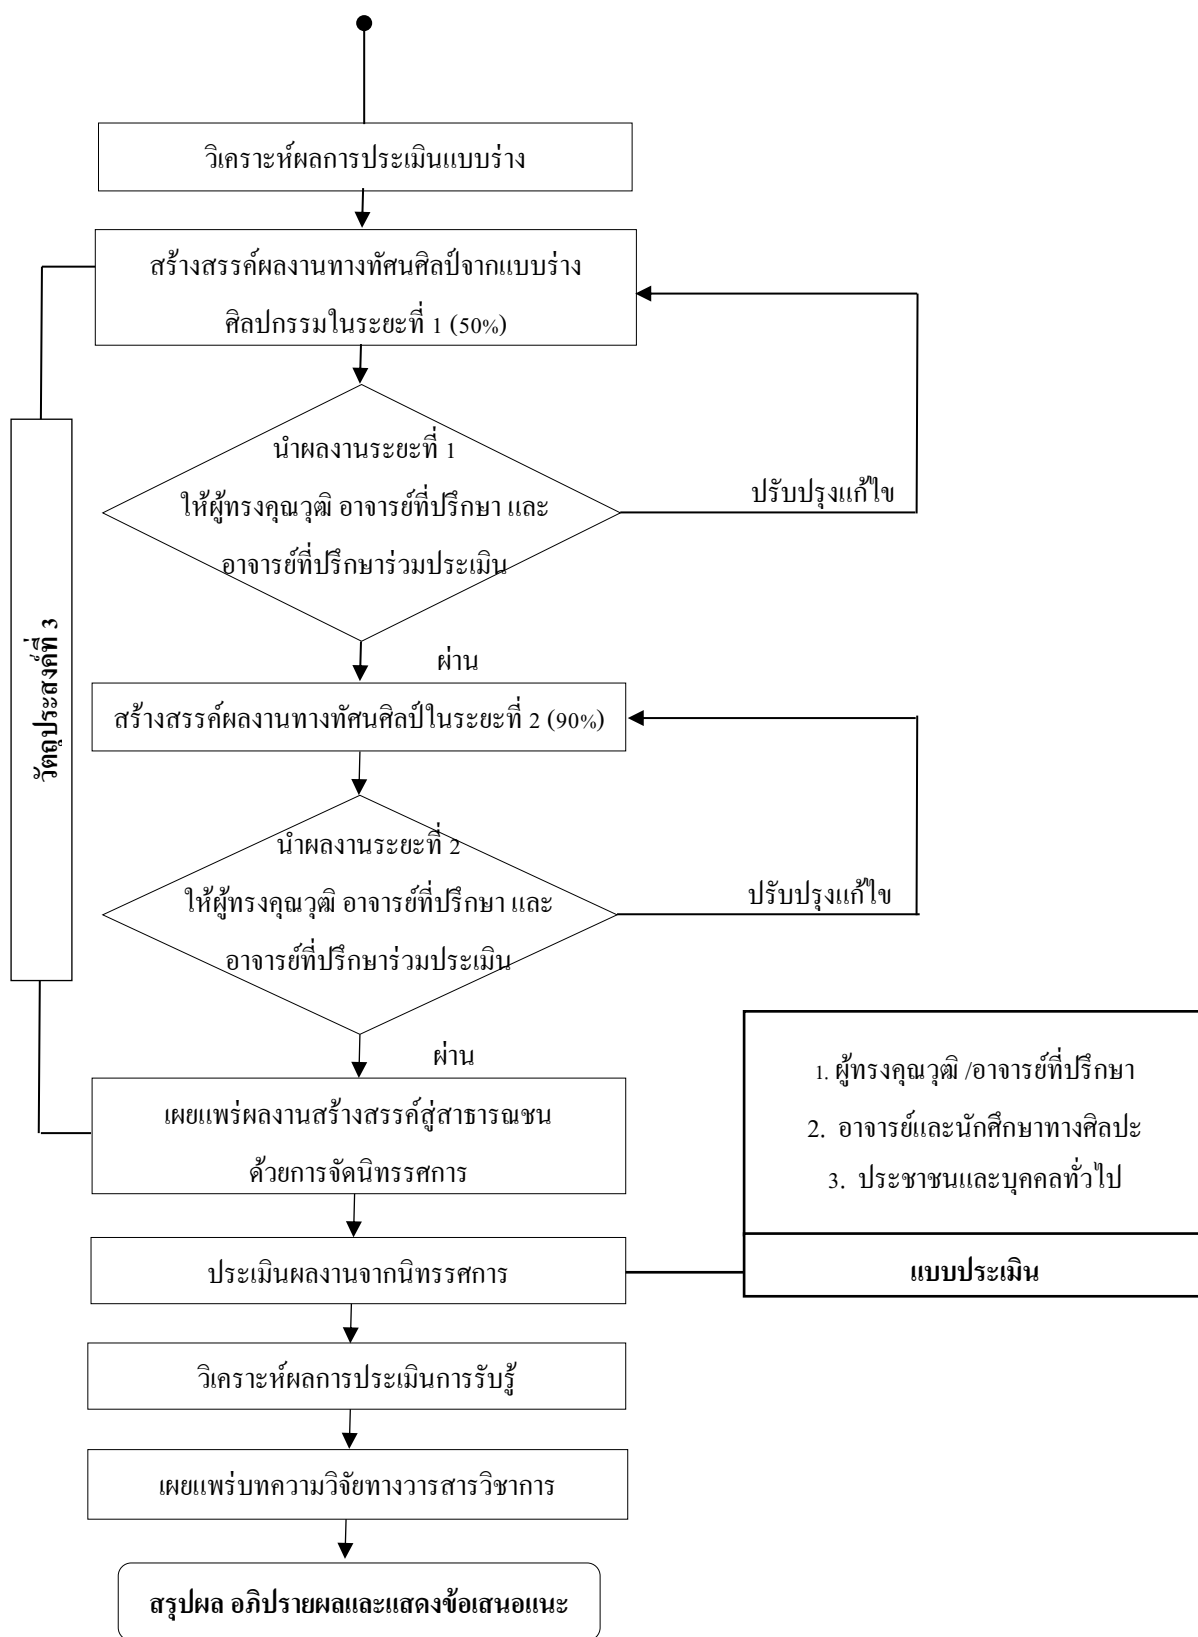 วิเคราะห์ผลการประเมินแบบร่าง
สร้างสรรค์ผลงานทางทัศนศิลป์จากแบบร่าง
ศิลปกรรมในระยะที่ 1 (50%)
นำผลงานระยะที่ 1
ให้ผู้ทรงคุณวุฒิ อาจารย์ที่ปรึกษา และ
อาจารย์ที่ปรึกษาร่วมประเมิน
ปรับปรุงแก้ไข
วัตถุประสงค์ที่ 3
ผ่าน
สร้างสรรค์ผลงานทางทัศนศิลป์ในระยะที่ 2 (90%)
นำผลงานระยะที่ 2
ให้ผู้ทรงคุณวุฒิ อาจารย์ที่ปรึกษา และ
อาจารย์ที่ปรึกษาร่วมประเมิน
ปรับปรุงแก้ไข
ผ่าน
เผยแพร่ผลงานสร้างสรรค์สู่สาธารณชน
ด้วยการจัดนิทรรศการ
1. ผู้ทรงคุณวุฒิ /อาจารย์ที่ปรึกษา
2. อาจารย์และนักศึกษาทางศิลปะ
3. ประชาชนและบุคคลทั่วไป
แบบประเมิน
ประเมินผลงานจากนิทรรศการ
วิเคราะห์ผลการประเมินการรับรู้
เผยแพร่บทความวิจัยทางวารสารวิชาการ
สรุปผล อภิปรายผลและแสดงข้อเสนอแนะ